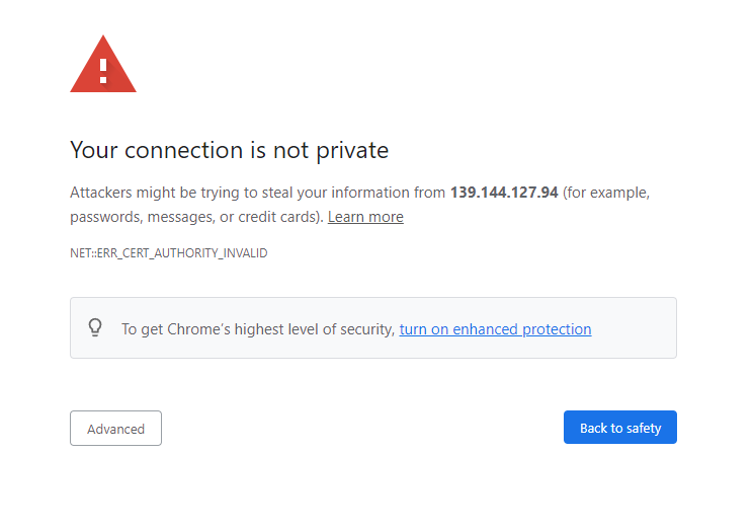 Your connection is not private
Attackers might be trying to steal your information from 139.144.127.94 (for example,
passwords, messages, or credit cards). Learn more
NET::ERR_CERT_AUTHORITY_INVALID
To get Chrome's highest level of security, turn on enhanced protection
Advanced
Back to safety